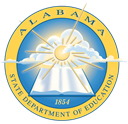 ALABAMA
1854
STATE DEPARTMENT OF EDUCATION